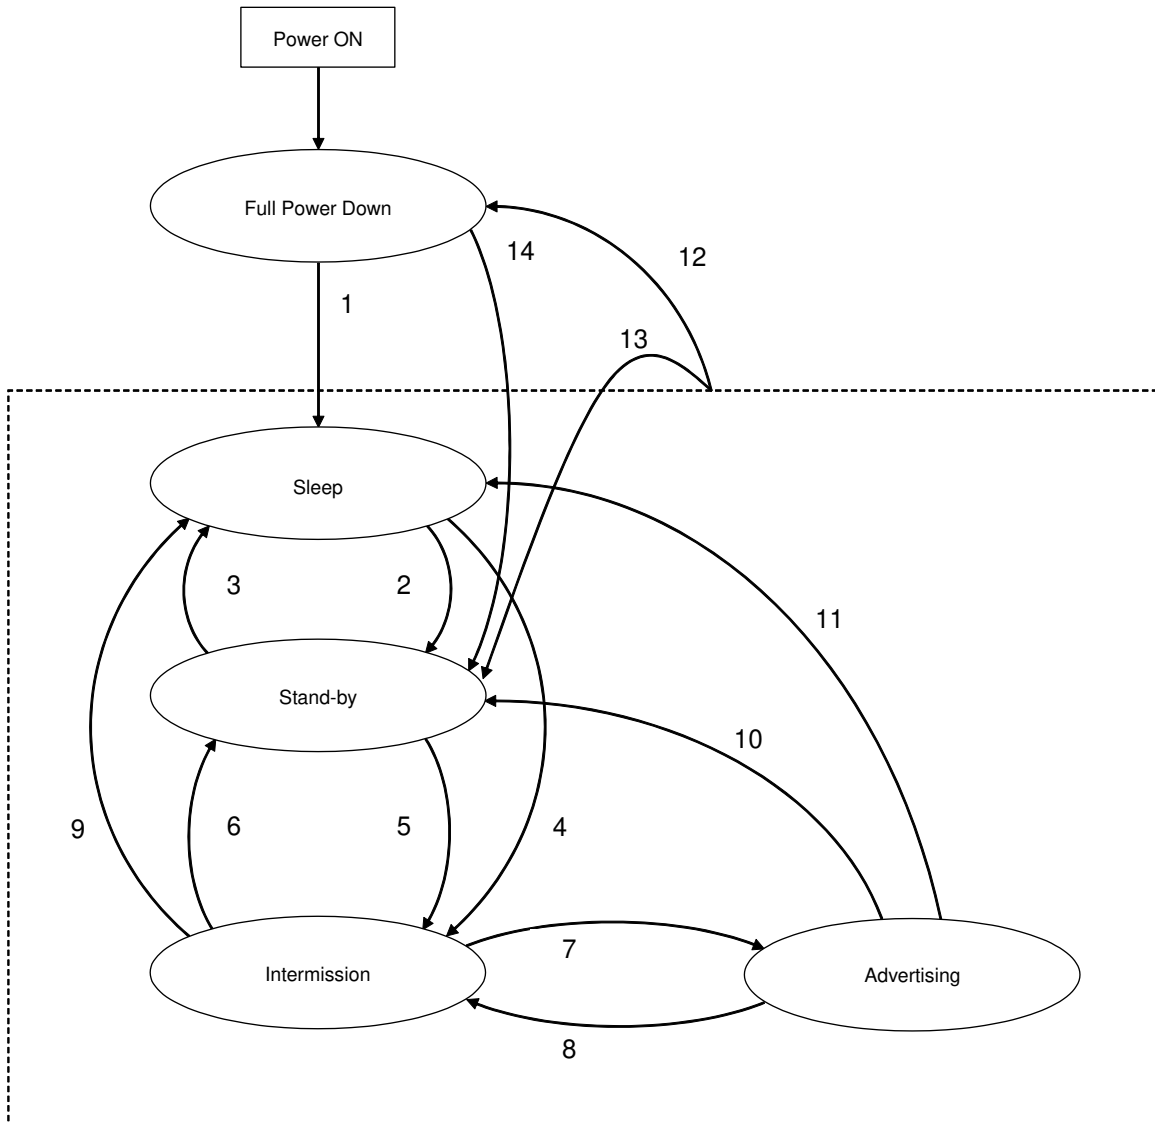 Power ON
Full Power Down
14
12
1
13
Sleep
3
2
11
Stand-by
10
9
6
5
4
7
Intermission
Advertising
8